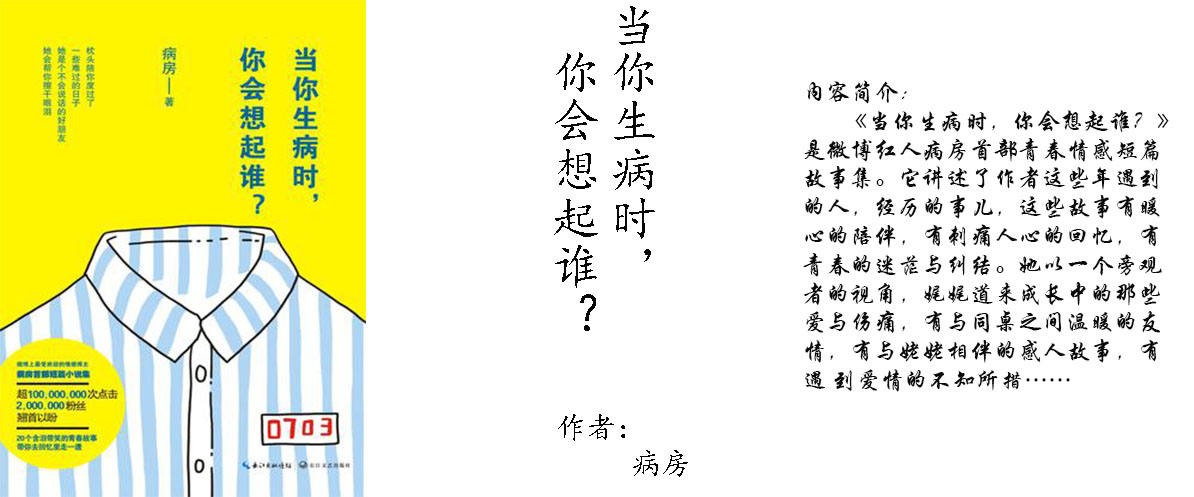 当你生病时，
你会想起谁？
病房—著
枕头陪你度过了
一些难过的日子
她是个不会说话的好朋友
她会帮你擦干眼泪
微博上最受欢迎的情感博主
病房首部短篇小说集
超100,000,000次点击
2,000,000粉丝
翘首以盼
20个含泪带笑的青春故事
带你去回忆里走一遭
0703
长江出版传媒
长江文艺出版社
当你生病时，
你会想起谁？
作者：
病房
内容简介：
《当你生病时，你会想起谁？》
是微博红人病房首部青春情感短篇
故事集。它讲述了作者这些年遇到
的人，经历的事儿，这些故事有暖
心的陪伴，有刺痛人心的回忆，有
青春的迷茫与纠结。她以一个旁观
者的视角，娓娓道来成长中的那些
爱与伤痛，有与同桌之间温暖的友
情，有与姥姥相伴的感人故事，有
遇到爱情的不知所措……